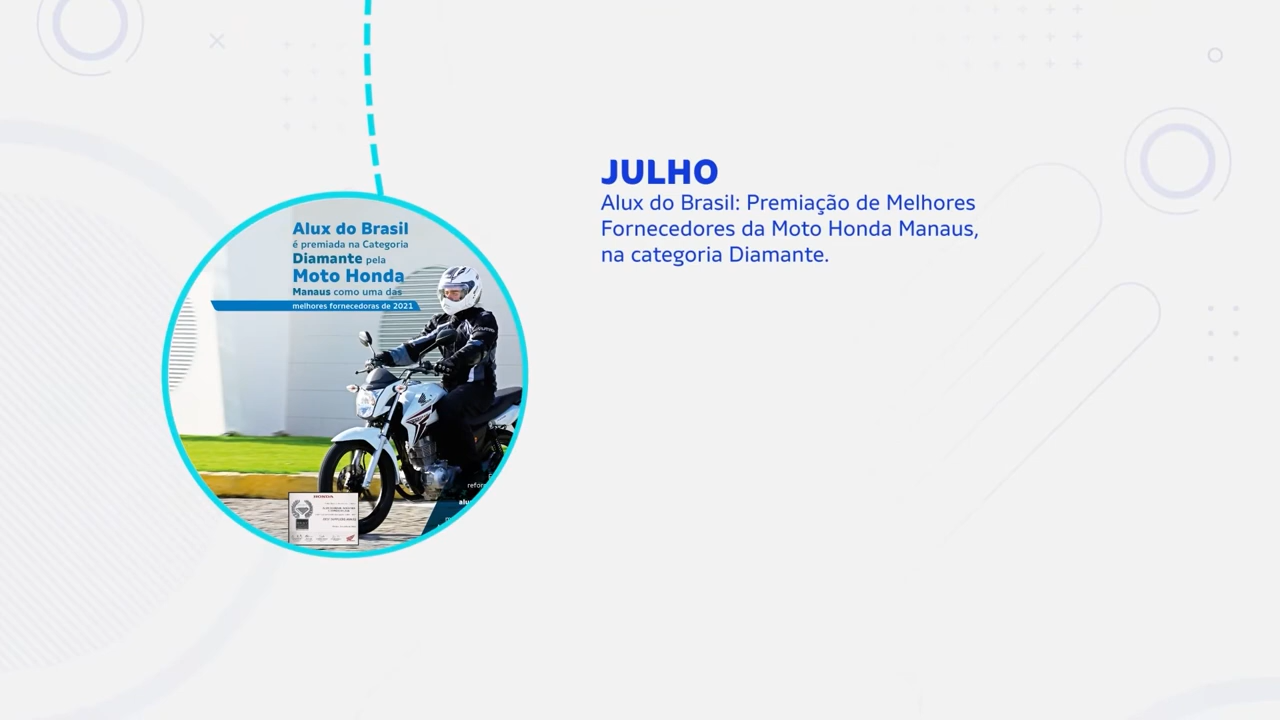 JULHO
Alux do Brasil: Premiação de Melhores
Fornecedores da Moto Honda Manaus,
na categoria Diamante.
Alux do Brasil
é premiada na Categoria
Diamante pela
Moto Honda
Manaus como uma das
melhores fornecedoras de 2021
HONDA